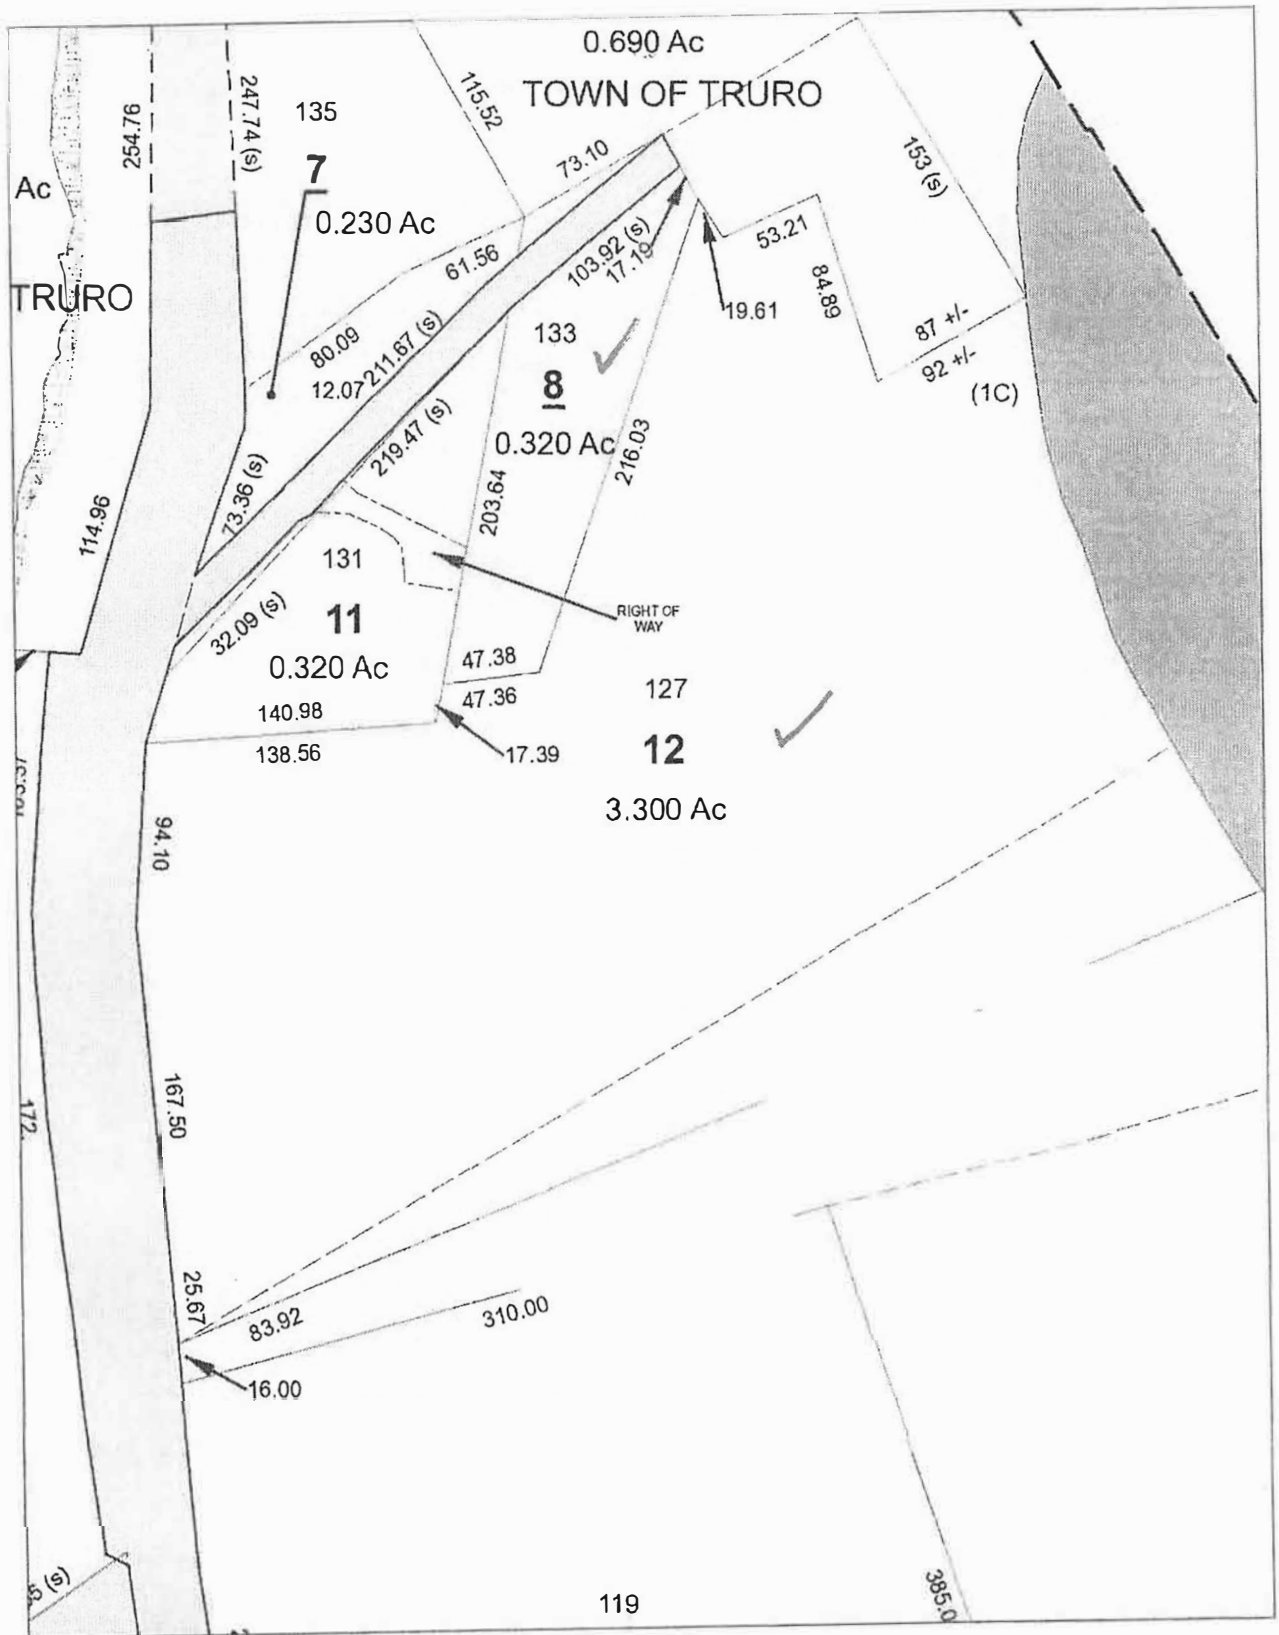 0.690 Ac
TOWN OF TRURO
254.76
247.74 (s)
135
7
0.230 Ac
115.52
73.10
153 (s)
Ac
TRURO
61.56
103.92 (s)
17.19
53.21
84.89
19.61
87 +/-
92 +/-
(1C)
80.09
12.07
211.67 (s)
133
8
0.320 Ac
219.47 (s)
203.64
216.03
114.96
73.36 (s)
131
11
0.320 Ac
32.09 (s)
RIGHT OF
WAY
47.38
47.36
127
12
3.300 Ac
140.98
138.56
17.39
94.10
172.
167.50
25.67
83.92
310.00
16.00
5 (s)
119
385.0